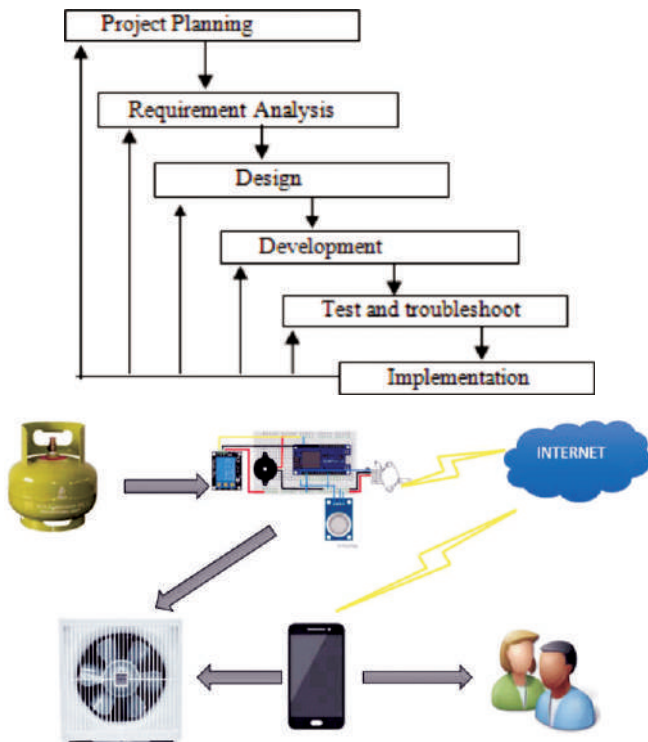 Project Planning
Requirement Analysis
Design
Development
Test and troubleshoot
Implementation
INTERNET